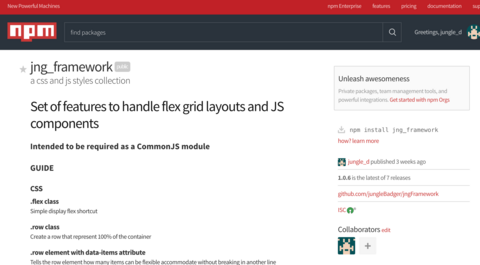 New Powerful Machines
npm Enterprise features pricing documentation sup
npm find packages Greetings, jungle_d
jng_framework public
a css and js styles collection
Set of features to handle flex grid layouts and JS
components
Intended to be required as a CommonJS module
GUIDE
CSS
.flex class
Simple display flex shortcut
.row class
Create a row that represent 100% of the container
.row element with data-items attribute
Tells the row element how many items can be flexible accommodate without breaking in another line
Unleash awesomeness
Private packages, team management tools, and
powerful integrations. Get started with npm Orgs
npm install jng_framework
how? learn more
jungle_d published 3 weeks ago
1.0.6 is the latest of 7 releases
github.com/jungleBadger/jngFramework
ISC
Collaborators edit
+